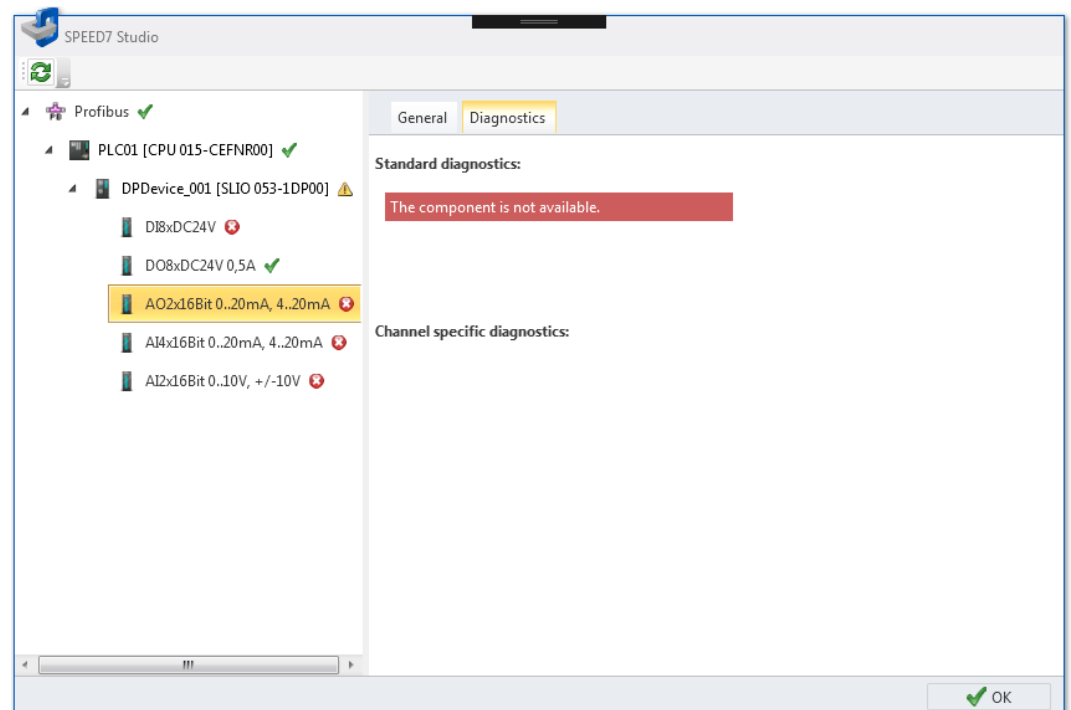 SPEED7 Studio
Profibus
PLC01 [CPU 015-CEFNR00]
DPDevice_001 [SLIO 053-1DP00]
DI8xDC24V
DO8xDC24V 0,5A
AO2x16Bit 0..20mA, 4..20mA
AI4x16Bit 0..20mA, 4..20mA
AI2x16Bit 0..10V, +/-10V
General Diagnostics
Standard diagnostics:
The component is not available.
Channel specific diagnostics:
OK